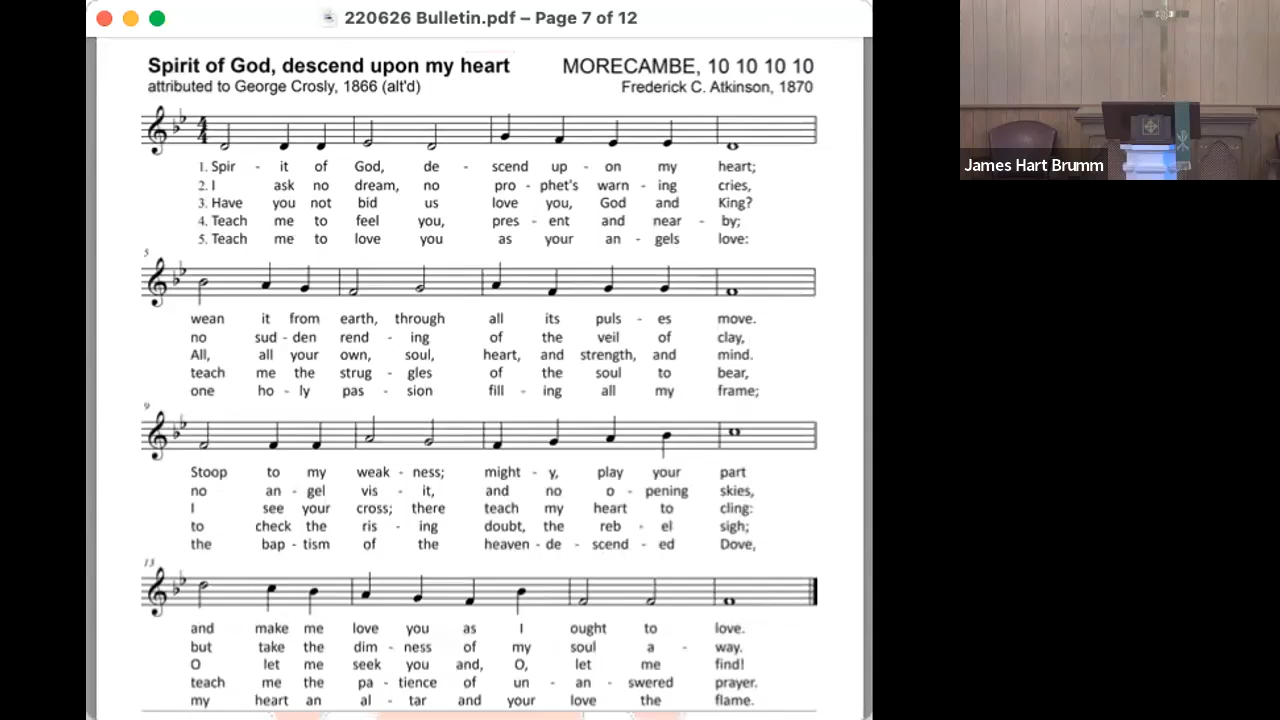 220626 Bulletin.pdf – Page 7 of 12
Spirit of God, descend upon my heart
MORECAMBE, 10 10 10 10
attributed to George Crosly, 1866 (alt'd)
Frederick C. Atkinson, 1870
1. Spir - it of God, de - scend up - on my heart;
2. I ask no dream, no pro - phet's warn - ing cries,
3. Have you not bid us love you, God and King?
4. Teach me to feel you, pres - ent and near - by;
5. Teach me to love you as your an - gels love:
5
wean it from earth, through all its puls - es move.
no sud - den rend - ing of the veil of clay,
All, all your own, soul, heart, and strength, and mind.
teach me the strug - gles of the soul to bear,
one ho - ly pas - sion fill - ing all my frame;
9
Stoop to my weak - ness; might - y, play your part
no an - gel vis - it, and no o - pening skies,
I see your cross; there teach my heart to cling:
to check the ris - ing doubt, the reb - el sigh;
the bap - tism of the heaven - de - scend - ed Dove,
13
and make me love you as I ought to love.
but take the dim - ness of my soul a - way.
O let me seek you and, O, let me find!
teach me the pa - tience of un - an - swered prayer.
my heart an al - tar and your love the flame.
James Hart Brumm